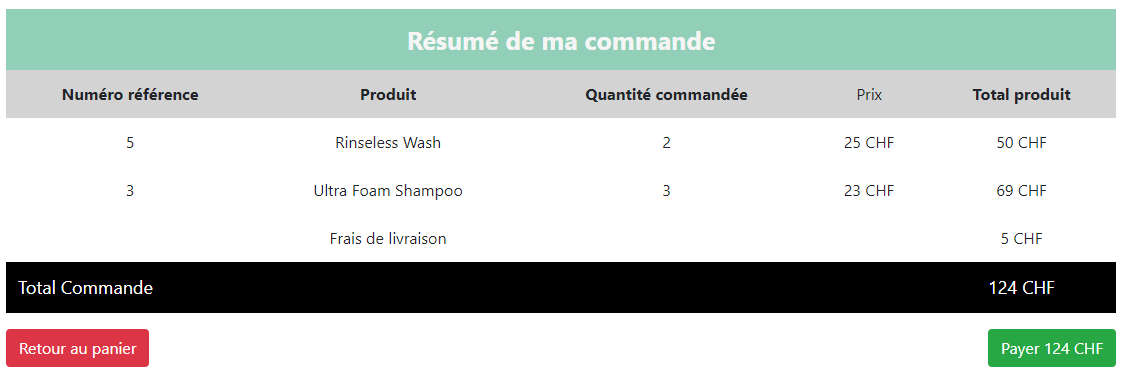 Résumé de ma commande
Numéro référence Produit Quantité commandée Prix Total produit
5 Rinseless Wash 2 25 CHF 50 CHF
3 Ultra Foam Shampoo 3 23 CHF 69 CHF
Frais de livraison 5 CHF
Total Commande 124 CHF
Retour au panier Payer 124 CHF